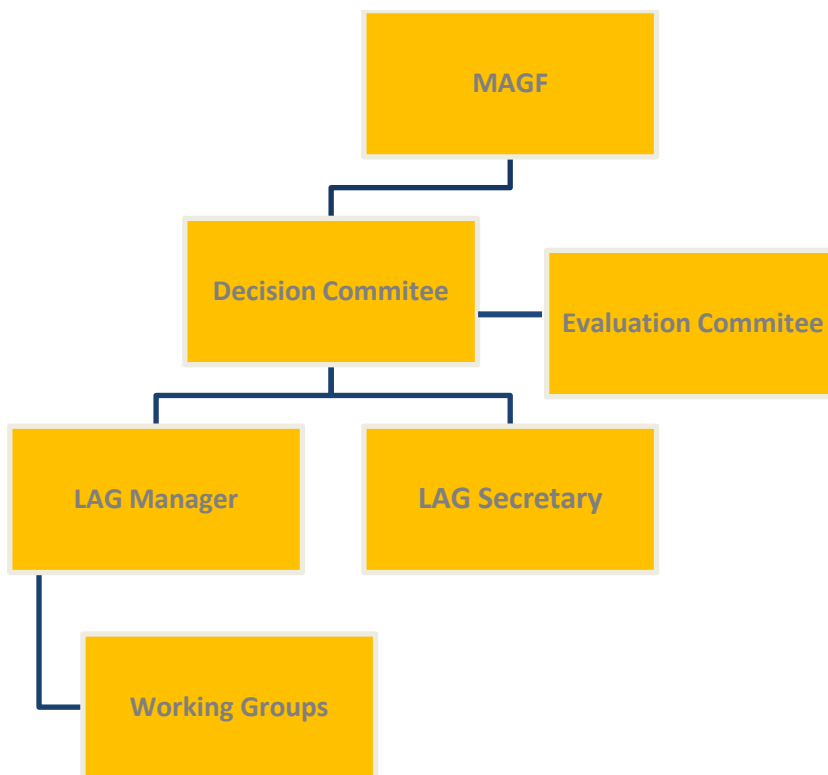 MAGF
Decision Commitee
Evaluation Commitee
LAG Manager
LAG Secretary
Working Groups